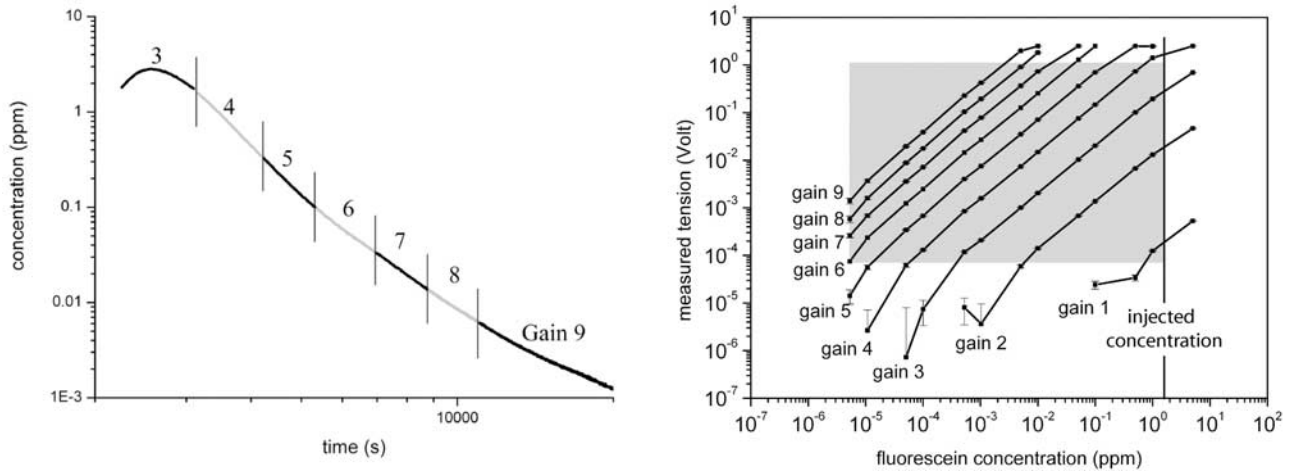 10
1
0.1
0.01
1E-3
concentration (ppm)
3
4
5
6
7
8
Gain 9
10000
time (s)
10¹
10⁰
10⁻¹
10⁻²
10⁻³
10⁻⁴
10⁻⁵
10⁻⁶
10⁻⁷
measured tension (Volt)
gain 9
gain 8
gain 7
gain 6
gain 5
gain 4
gain 3
gain 2
gain 1
injected
concentration
10⁻⁷ 10⁻⁶ 10⁻⁵ 10⁻⁴ 10⁻³ 10⁻² 10⁻¹ 10⁰ 10¹ 10²
fluorescein concentration (ppm)